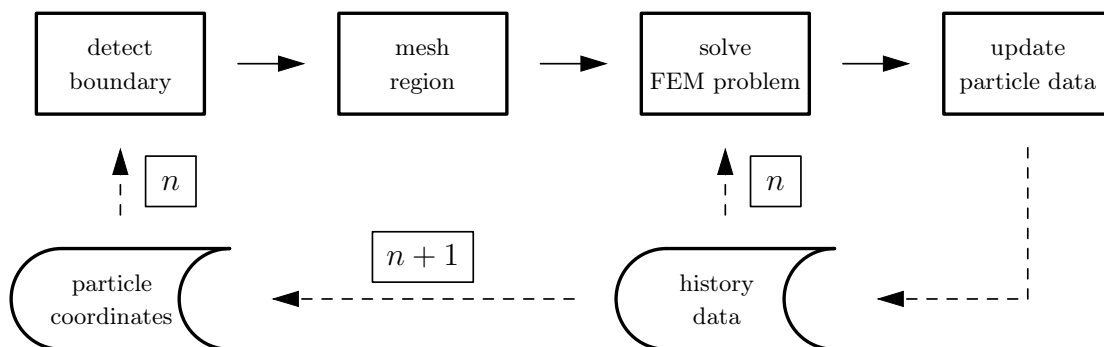 detect
boundary
mesh
region
solve
FEM problem
update
particle data
n
n
n + 1
particle
coordinates
history
data